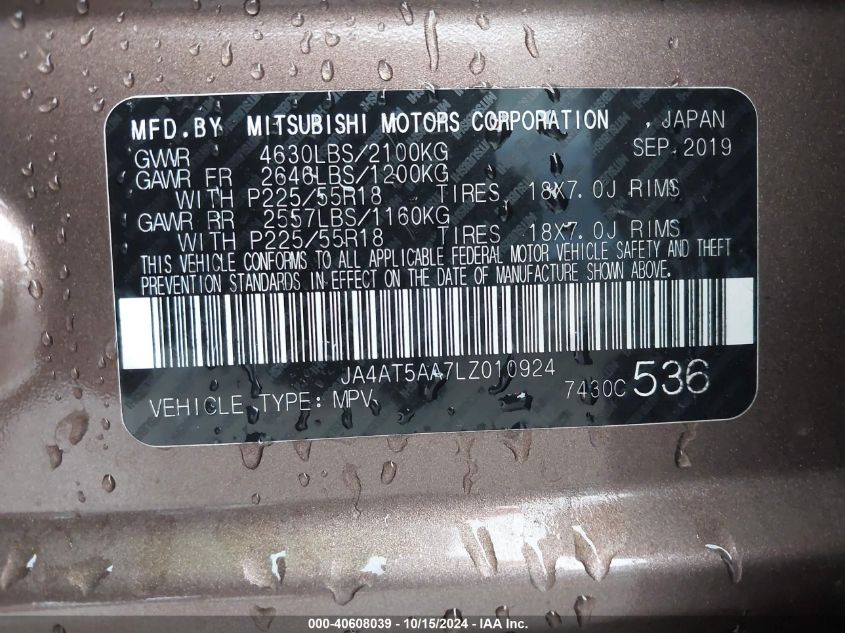 MFD.BY MITSUBISHI MOTORS CORPORATION , JAPAN
GVWR 4630LBS/2100KG SEP.2019
GAWR FR 2646LBS/1200KG
WITH P225/55R18 TIRES, 18X7.0J RIMS
GAWR RR 2557LBS/1160KG
WITH P225/55R18 TIRES 18X7.0J RIMS
THIS VEHICLE CONFORMS TO ALL APPLICABLE FEDERAL MOTOR VEHICLE SAFETY AND THEFT
PREVENTION STANDARDS IN EFFECT ON THE DATE OF MANUFACTURE SHOWN ABOVE.
JA4AT5AA7LZ010924
VEHICLE TYPE: MPV 7430C 536
000-40608039 - 10/15/2024 - IAA Inc.